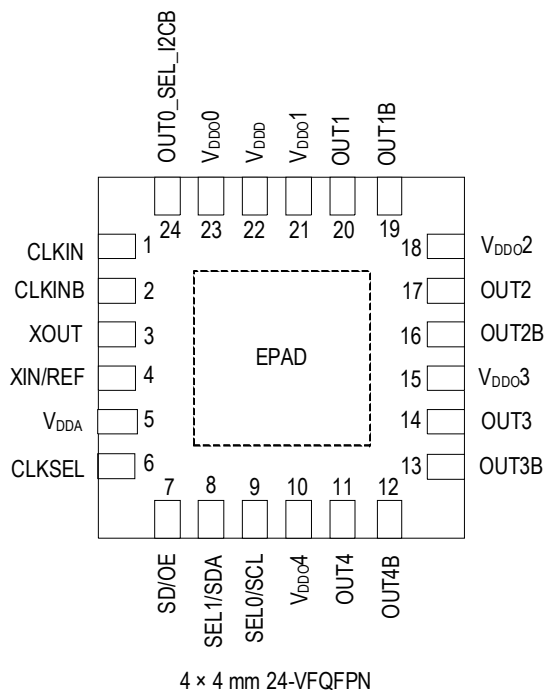 OUT0_SEL_I2CB
VDDO0
VDDD
VDDO1
OUT1
OUT1B
24
23
22
21
20
19
CLKIN 1
CLKINB 2
XOUT 3
XIN/REF 4
VDDA 5
CLKSEL 6
EPAD
18 VDDO2
17 OUT2
16 OUT2B
15 VDDO3
14 OUT3
13 OUT3B
7
8
9
10
11
12
SD/OE
SEL1/SDA
SEL0/SCL
VDDO4
OUT4
OUT4B
4 × 4 mm 24-VFQFPN